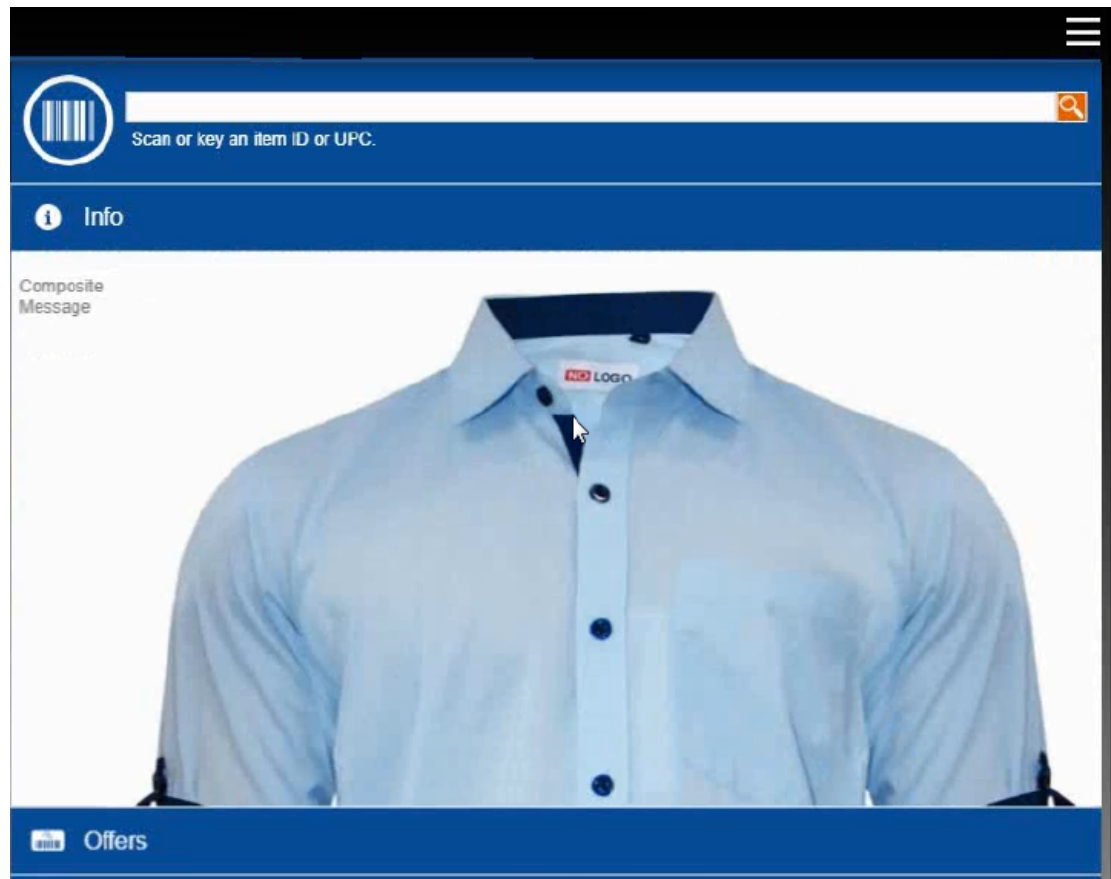 Scan or key an item ID or UPC.
Info
Composite
Message
NO LOGO
Offers